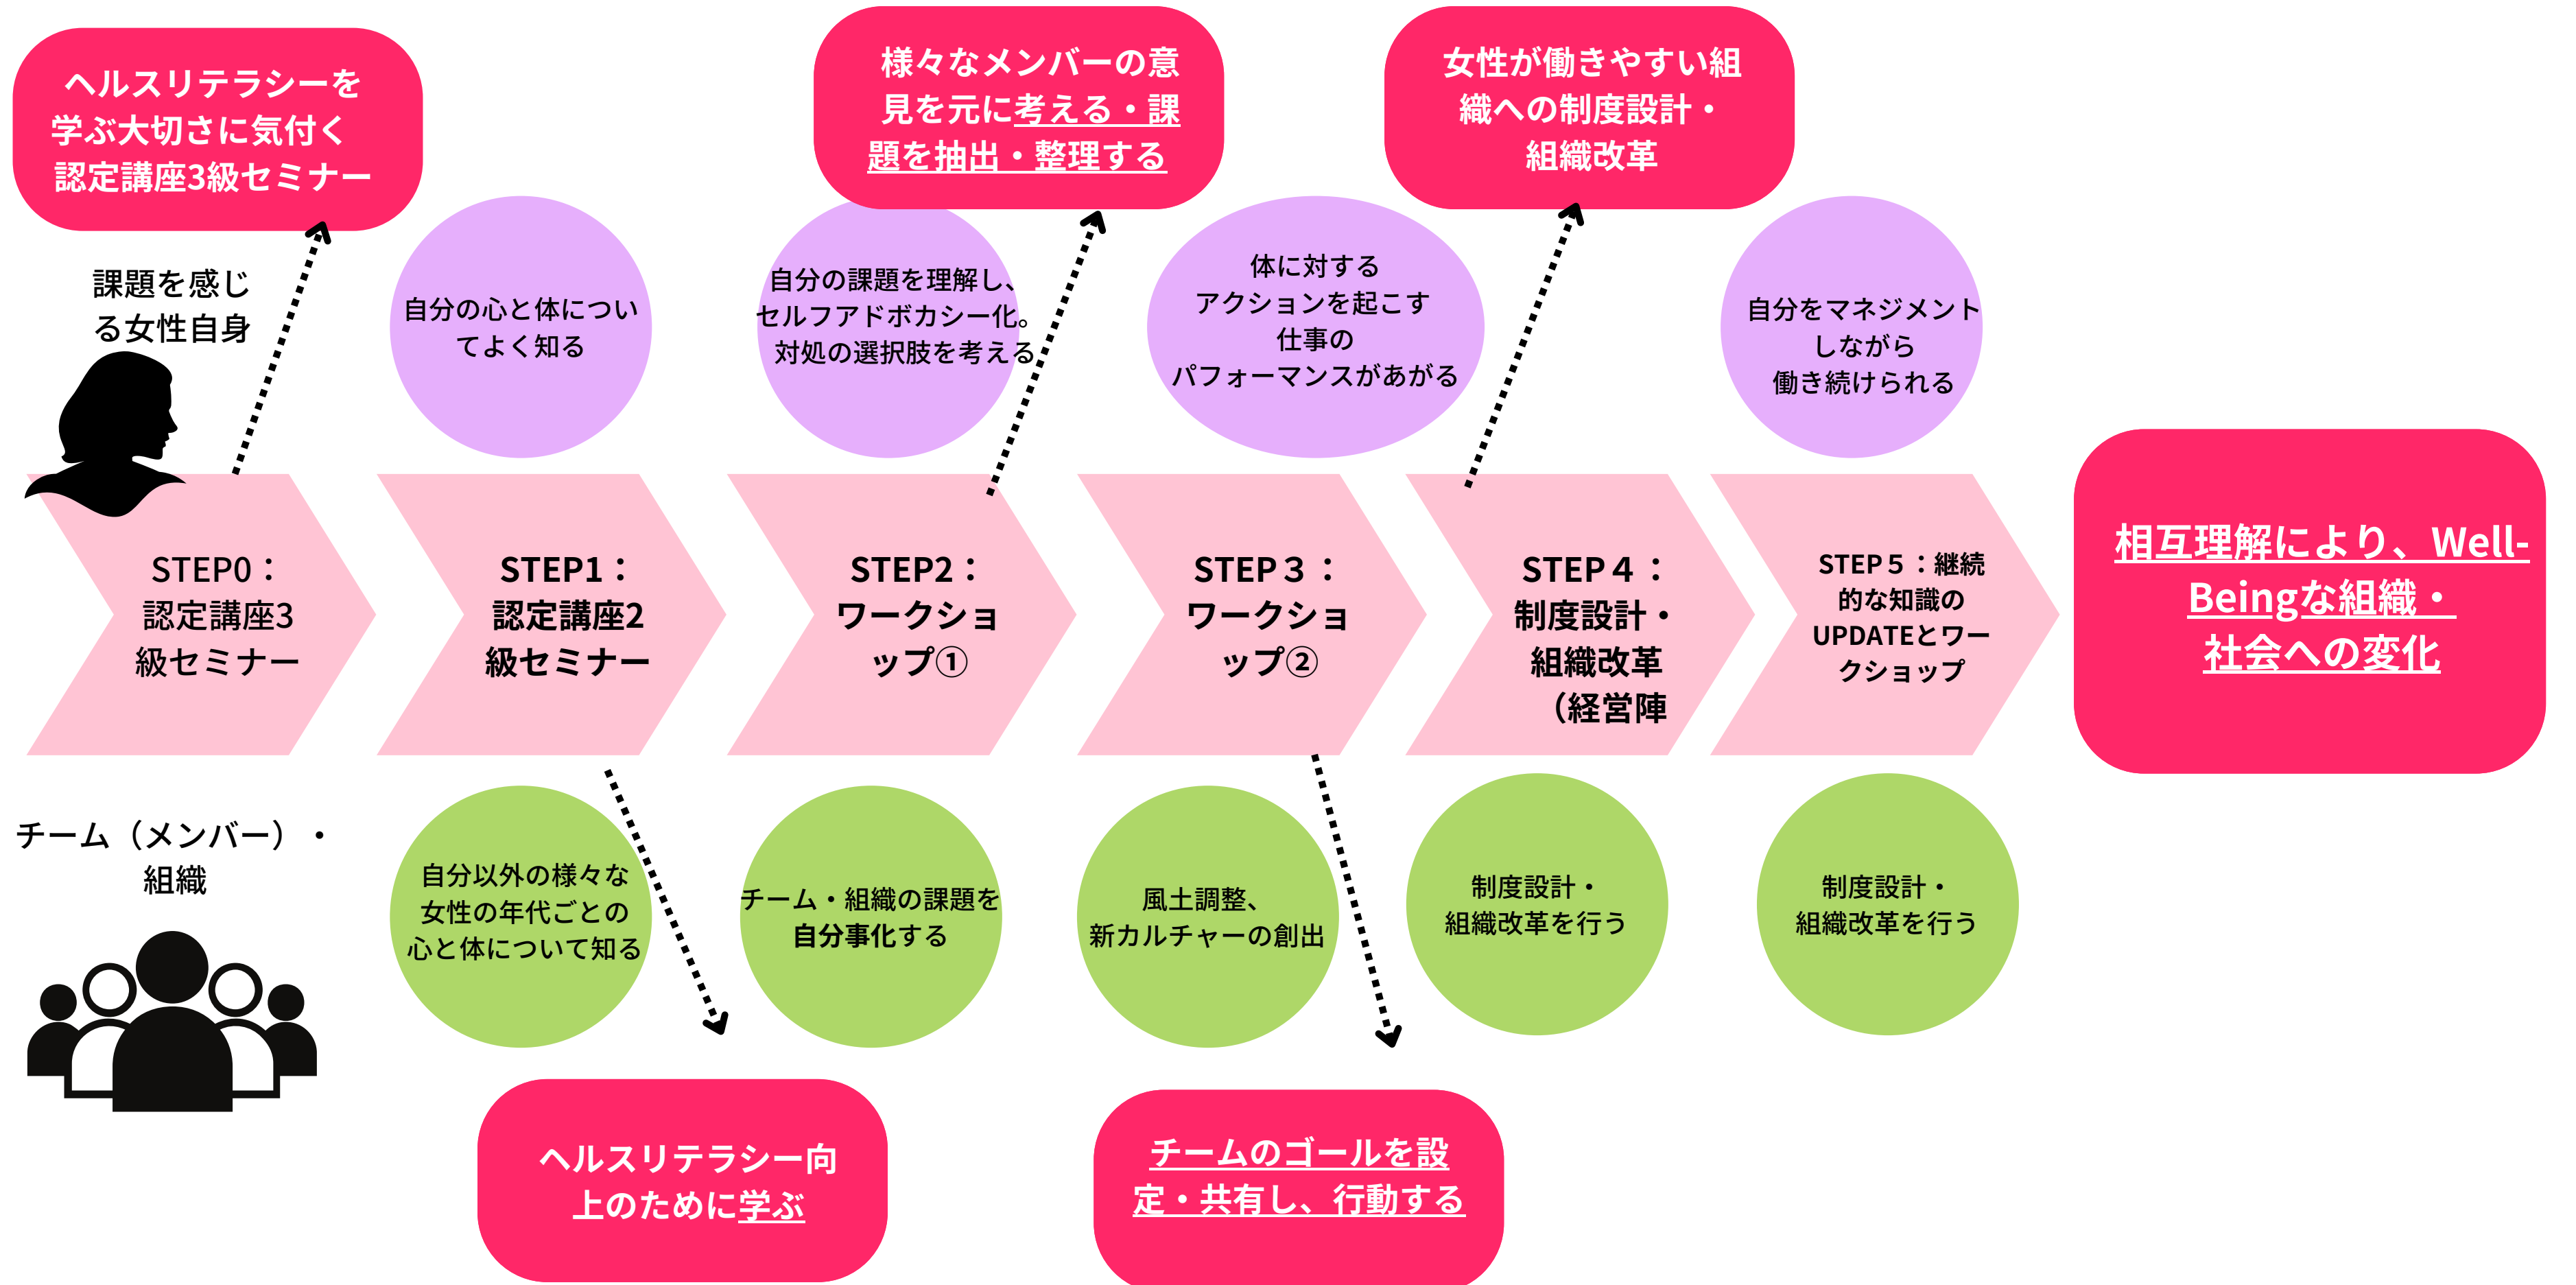 ヘルスリテラシーを
学ぶ大切さに気付く
認定講座3級セミナー
様々なメンバーの意
見を元に考える・課
題を抽出・整理する
女性が働きやすい組
織への制度設計・
組織改革
課題を感じ
る女性自身
自分の心と体につい
てよく知る
自分の課題を理解し、
セルフアドボカシー化。
対処の選択肢を考える
体に対する
アクションを起こす
仕事の
パフォーマンスがあがる
自分をマネジメント
しながら
働き続けられる
STEP0：
認定講座3
級セミナー
STEP1：
認定講座2
級セミナー
STEP2：
ワークショ
ップ①
STEP３：
ワークショ
ップ②
STEP４：
制度設計・
組織改革
（経営陣
STEP５：継続
的な知識の
UPDATEとワー
クショップ
相互理解により、Well-
Beingな組織・
社会への変化
チーム（メンバー）・
組織
自分以外の様々な
女性の年代ごとの
心と体について知る
チーム・組織の課題を
自分事化する
風土調整、
新カルチャーの創出
制度設計・
組織改革を行う
制度設計・
組織改革を行う
ヘルスリテラシー向
上のために学ぶ
チームのゴールを設
定・共有し、行動する